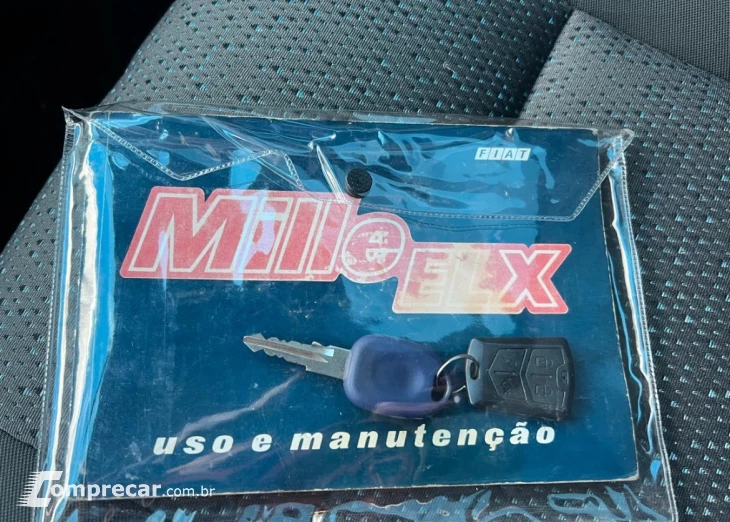 FIAT
Mille
ELX
uso e manutenção
Comprecar.com.br